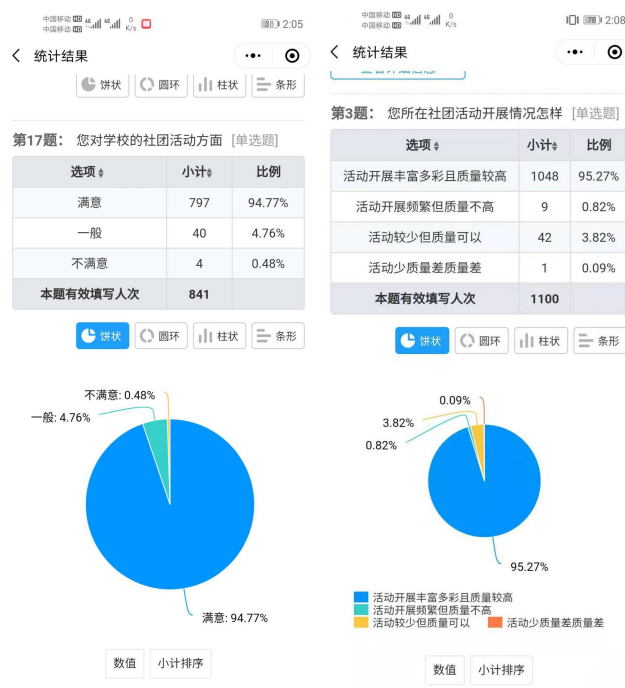 中国移动 HD 4G 4G 0
中国移动 HD K/s
38 2:05
统计结果
饼状 圆环 柱状 条形
第17题： 您对学校的社团活动方面 [单选题]
选项 小计 比例
满意 797 94.77%
一般 40 4.76%
不满意 4 0.48%
本题有效填写人次 841
饼状 圆环 柱状 条形
不满意: 0.48%
一般: 4.76%
满意: 94.77%
数值 小计排序
中国移动 HD 4G 4G 0
中国移动 HD K/s
78 2:08
统计结果
第3题： 您所在社团活动开展情况怎样 [单选题]
选项 小计 比例
活动开展丰富多彩且质量较高 1048 95.27%
活动开展频繁但质量不高 9 0.82%
活动较少但质量可以 42 3.82%
活动少质量差质量差 1 0.09%
本题有效填写人次 1100
饼状 圆环 柱状 条形
0.09%
3.82%
0.82%
95.27%
活动开展丰富多彩且质量较高
活动开展频繁但质量不高
活动较少但质量可以 活动少质量差质量差
数值 小计排序